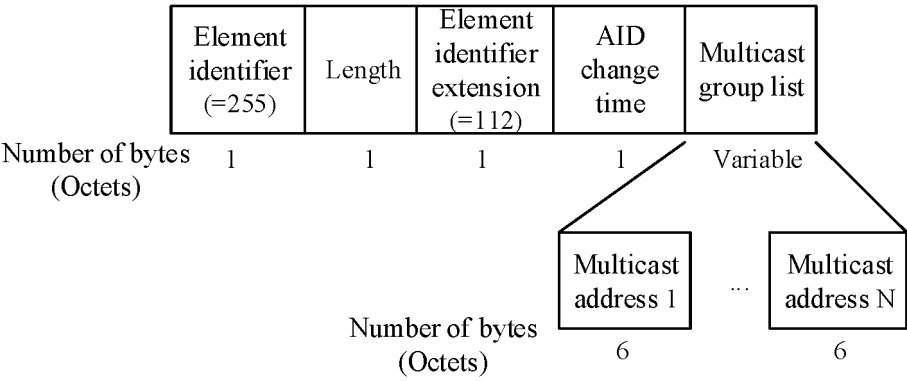 Element
identifier
(=255)
Length
Element
identifier
extension
(=112)
AID
change
time
Multicast
group list
Number of bytes
(Octets)
1
1
1
1
Variable
Multicast
address 1
...
Multicast
address N
Number of bytes
(Octets)
6
6